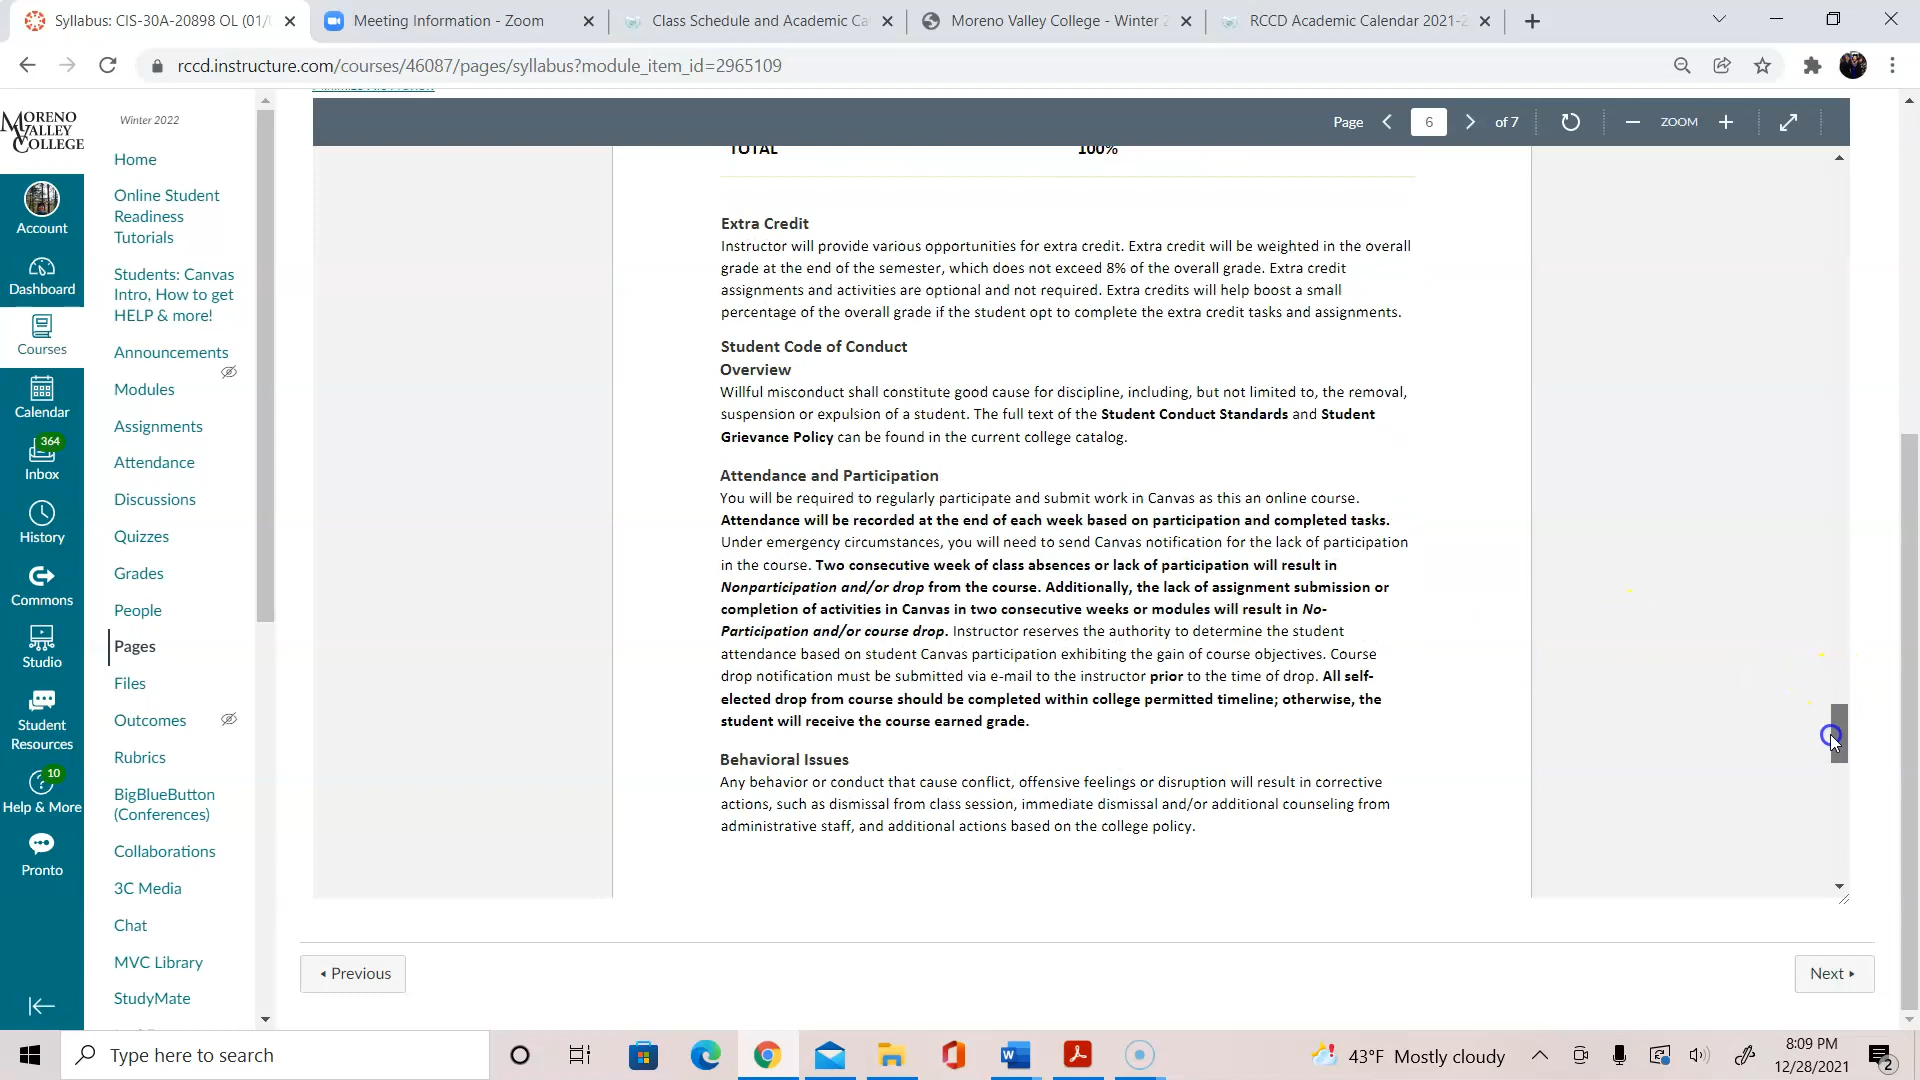 Syllabus: CIS-30A-20898 OL (01/
Meeting Information - Zoom
Class Schedule and Academic Ca
Moreno Valley College - Winter 2
RCCD Academic Calendar 2021-2
rccd.instructure.com/courses/46087/pages/syllabus?module_item_id=2965109
MORENO
VALLEY
COLLEGE
Account
Dashboard
Courses
Calendar
364
Inbox
History
Commons
Studio
Student
Resources
10
Help & More
Pronto
Winter 2022
Home
Online Student
Readiness
Tutorials
Students: Canvas
Intro, How to get
HELP & more!
Announcements
Modules
Assignments
Attendance
Discussions
Quizzes
Grades
People
Pages
Files
Outcomes
Rubrics
BigBlueButton
(Conferences)
Collaborations
3C Media
Chat
MVC Library
StudyMate
Page 6 of 7 ZOOM
TOTAL 100%
Extra Credit
Instructor will provide various opportunities for extra credit. Extra credit will be weighted in the overall
grade at the end of the semester, which does not exceed 8% of the overall grade. Extra credit
assignments and activities are optional and not required. Extra credits will help boost a small
percentage of the overall grade if the student opt to complete the extra credit tasks and assignments.
Student Code of Conduct
Overview
Willful misconduct shall constitute good cause for discipline, including, but not limited to, the removal,
suspension or expulsion of a student. The full text of the Student Conduct Standards and Student
Grievance Policy can be found in the current college catalog.
Attendance and Participation
You will be required to regularly participate and submit work in Canvas as this an online course.
Attendance will be recorded at the end of each week based on participation and completed tasks.
Under emergency circumstances, you will need to send Canvas notification for the lack of participation
in the course. Two consecutive week of class absences or lack of participation will result in
Nonparticipation and/or drop from the course. Additionally, the lack of assignment submission or
completion of activities in Canvas in two consecutive weeks or modules will result in No-
Participation and/or course drop. Instructor reserves the authority to determine the student
attendance based on student Canvas participation exhibiting the gain of course objectives. Course
drop notification must be submitted via e-mail to the instructor prior to the time of drop. All self-
elected drop from course should be completed within college permitted timeline; otherwise, the
student will receive the course earned grade.
Behavioral Issues
Any behavior or conduct that cause conflict, offensive feelings or disruption will result in corrective
actions, such as dismissal from class session, immediate dismissal and/or additional counseling from
administrative staff, and additional actions based on the college policy.
Previous
Next
Type here to search
43°F Mostly cloudy
8:09 PM
12/28/2021
2